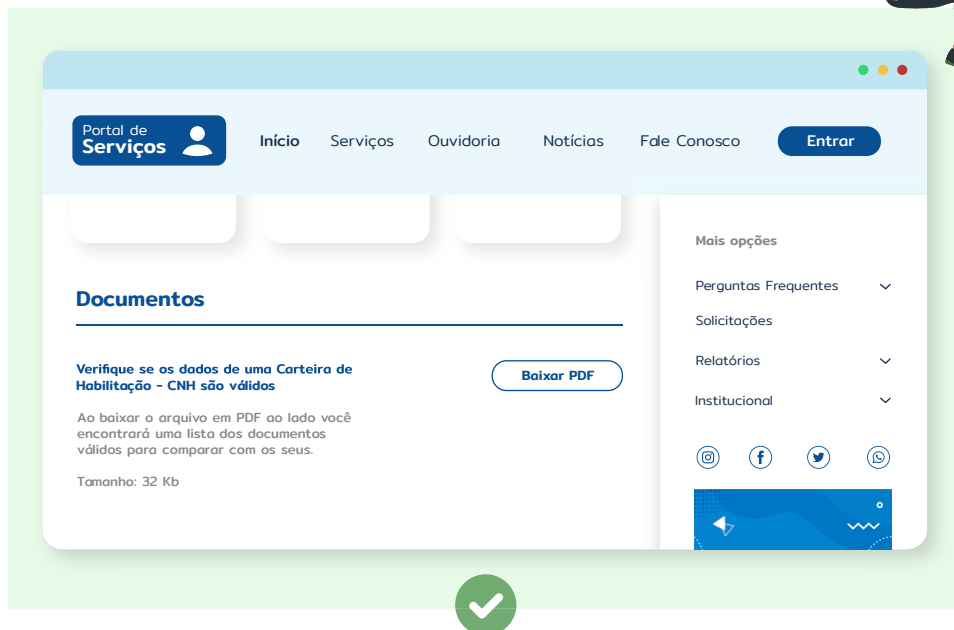 Portal de
Serviços
Início
Serviços
Ouvidoria
Notícias
Fale Conosco
Entrar
Documentos
Verifique se os dados de uma Carteira de
Habilitação - CNH são válidos
Baixar PDF
Ao baixar o arquivo em PDF ao lado você
encontrará uma lista dos documentos
válidos para comparar com os seus.
Tamanho: 32 Kb
Mais opções
Perguntas Frequentes
Solicitações
Relatórios
Institucional